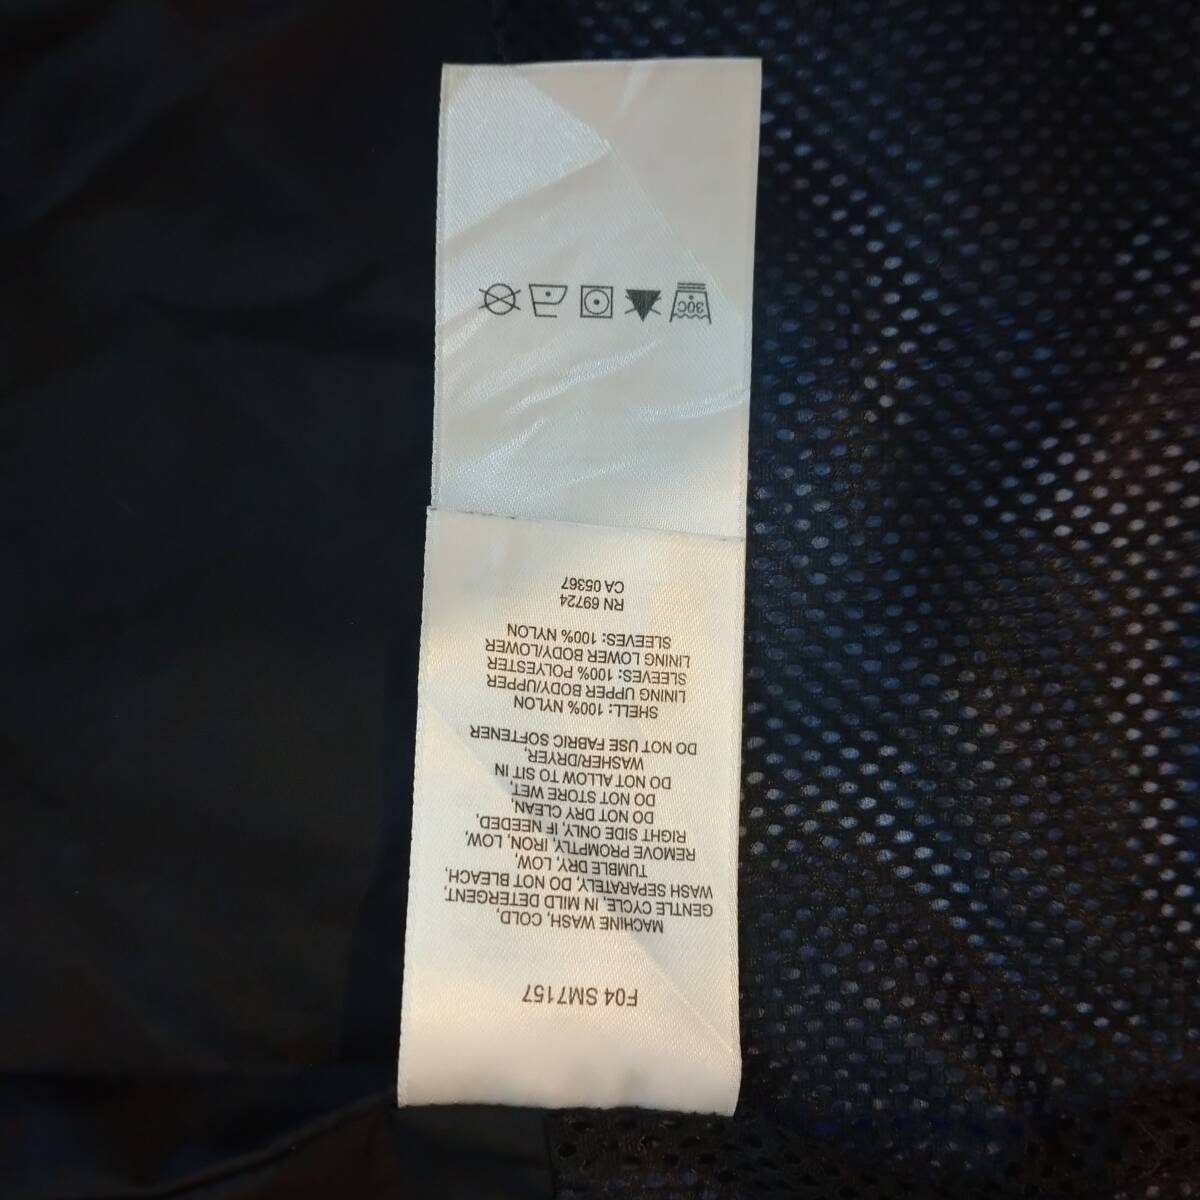 F04 SM7157
MACHINE WASH, COLD,
GENTLE CYCLE, IN MILD DETERGENT,
WASH SEPARATELY, DO NOT BLEACH,
TUMBLE DRY, LOW,
REMOVE PROMPTLY, IRON, LOW,
RIGHT SIDE ONLY, IF NEEDED,
DO NOT DRY CLEAN,
DO NOT STORE WET,
DO NOT ALLOW TO SIT IN
WASHER/DRYER,
DO NOT USE FABRIC SOFTENER
SHELL: 100% NYLON
LINING UPPER BODY/UPPER
SLEEVES: 100% POLYESTER
LINING LOWER BODY/LOWER
SLEEVES: 100% NYLON
RN 69724
CA 05367
30C